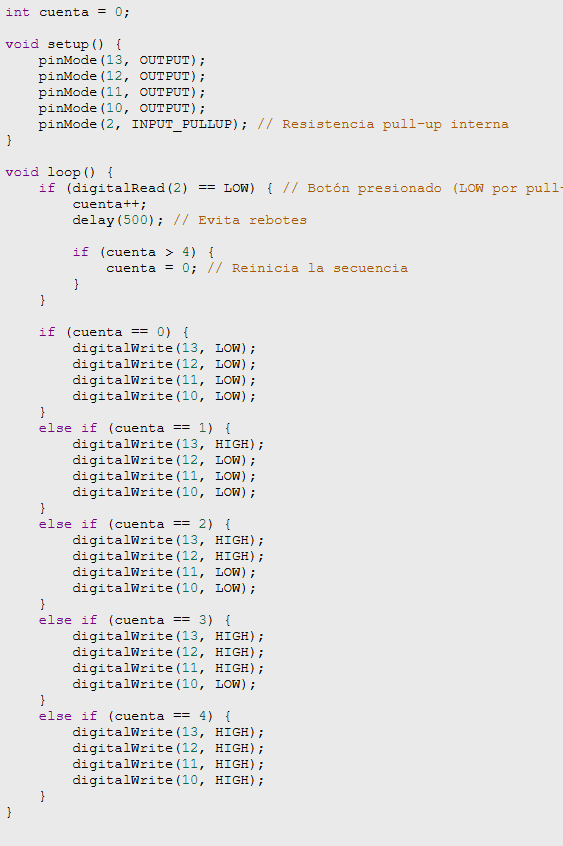 int cuenta = 0;

void setup() {
    pinMode(13, OUTPUT);
    pinMode(12, OUTPUT);
    pinMode(11, OUTPUT);
    pinMode(10, OUTPUT);
    pinMode(2, INPUT_PULLUP); // Resistencia pull-up interna
}

void loop() {
    if (digitalRead(2) == LOW) { // Botón presionado (LOW por pull-
        cuenta++;
        delay(500); // Evita rebotes

        if (cuenta > 4) {
            cuenta = 0; // Reinicia la secuencia
        }
    }

    if (cuenta == 0) {
        digitalWrite(13, LOW);
        digitalWrite(12, LOW);
        digitalWrite(11, LOW);
        digitalWrite(10, LOW);
    }
    else if (cuenta == 1) {
        digitalWrite(13, HIGH);
        digitalWrite(12, LOW);
        digitalWrite(11, LOW);
        digitalWrite(10, LOW);
    }
    else if (cuenta == 2) {
        digitalWrite(13, HIGH);
        digitalWrite(12, HIGH);
        digitalWrite(11, LOW);
        digitalWrite(10, LOW);
    }
    else if (cuenta == 3) {
        digitalWrite(13, HIGH);
        digitalWrite(12, HIGH);
        digitalWrite(11, HIGH);
        digitalWrite(10, LOW);
    }
    else if (cuenta == 4) {
        digitalWrite(13, HIGH);
        digitalWrite(12, HIGH);
        digitalWrite(11, HIGH);
        digitalWrite(10, HIGH);
    }
}